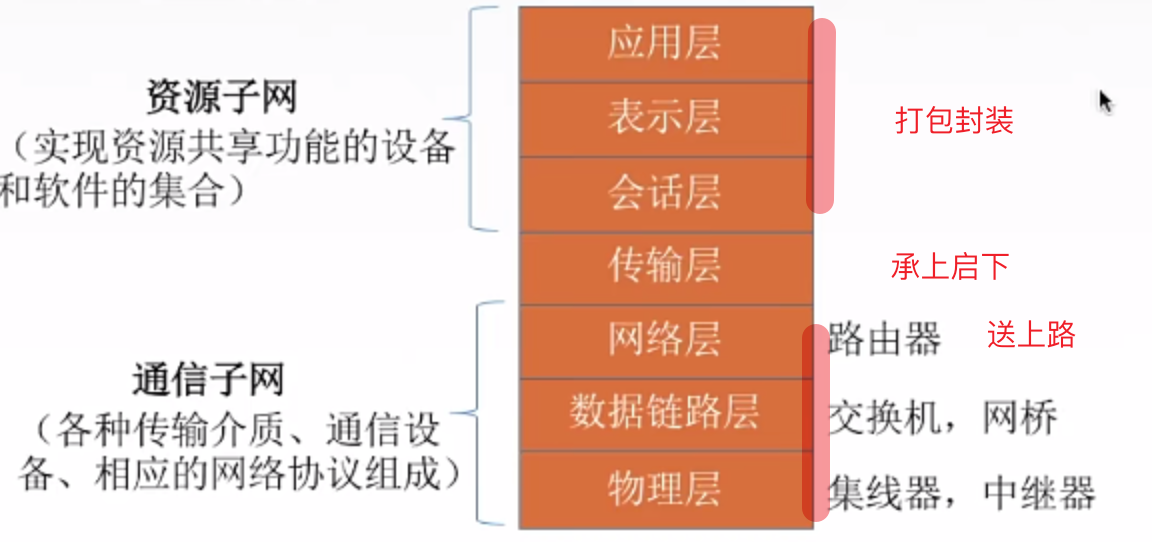 资源子网
（实现资源共享功能的设备
和软件的集合）
应用层
表示层
会话层
打包封装
传输层
承上启下
通信子网
（各种传输介质、通信设
备、相应的网络协议组成）
网络层
路由器 送上路
数据链路层
交换机，网桥
物理层
集线器，中继器